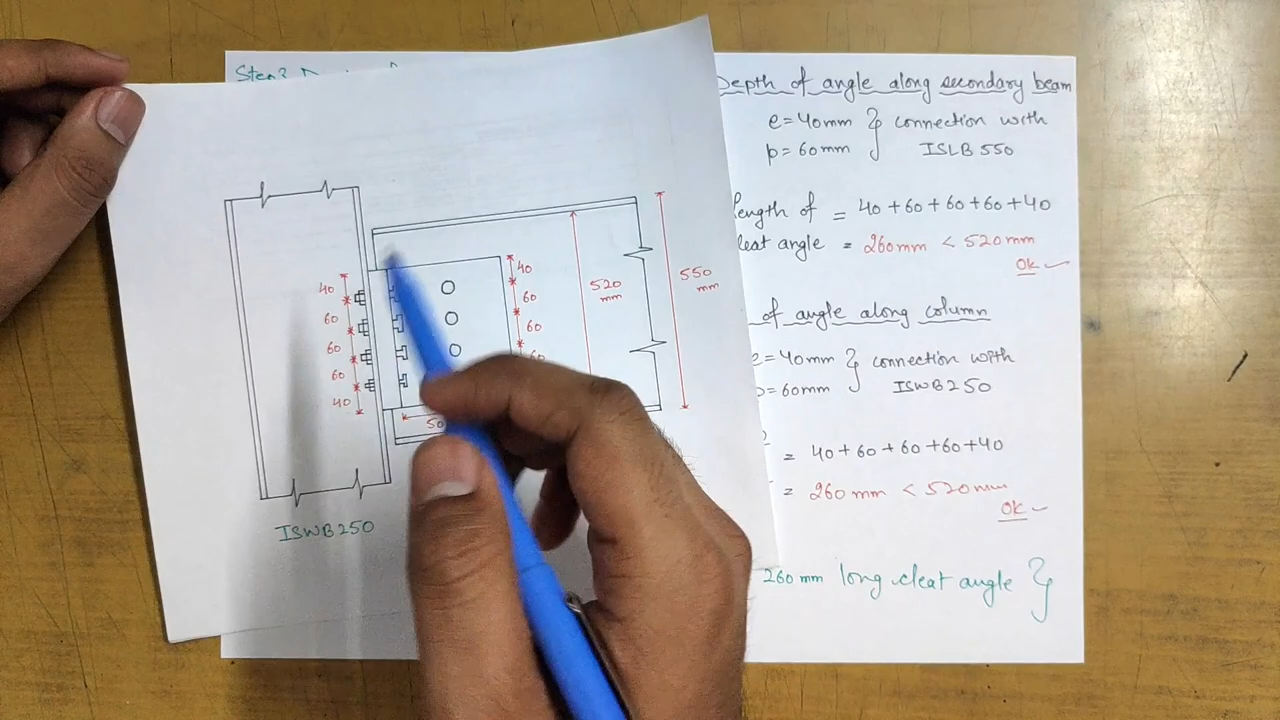 Step 3
40
60
60
60
40
40
60
60
60
520
mm
550
mm
50
ISWB 250
Depth of angle along secondary beam
e = 40mm } connection with
p = 60mm ISLB 550
length of = 40 + 60 + 60 + 60 + 40
cleat angle = 260mm < 520mm
Ok
of angle along column
e = 40mm } connection with
p = 60mm ISWB 250
= 40 + 60 + 60 + 60 + 40
= 260 mm < 520 mm
Ok
260 mm long cleat angle }